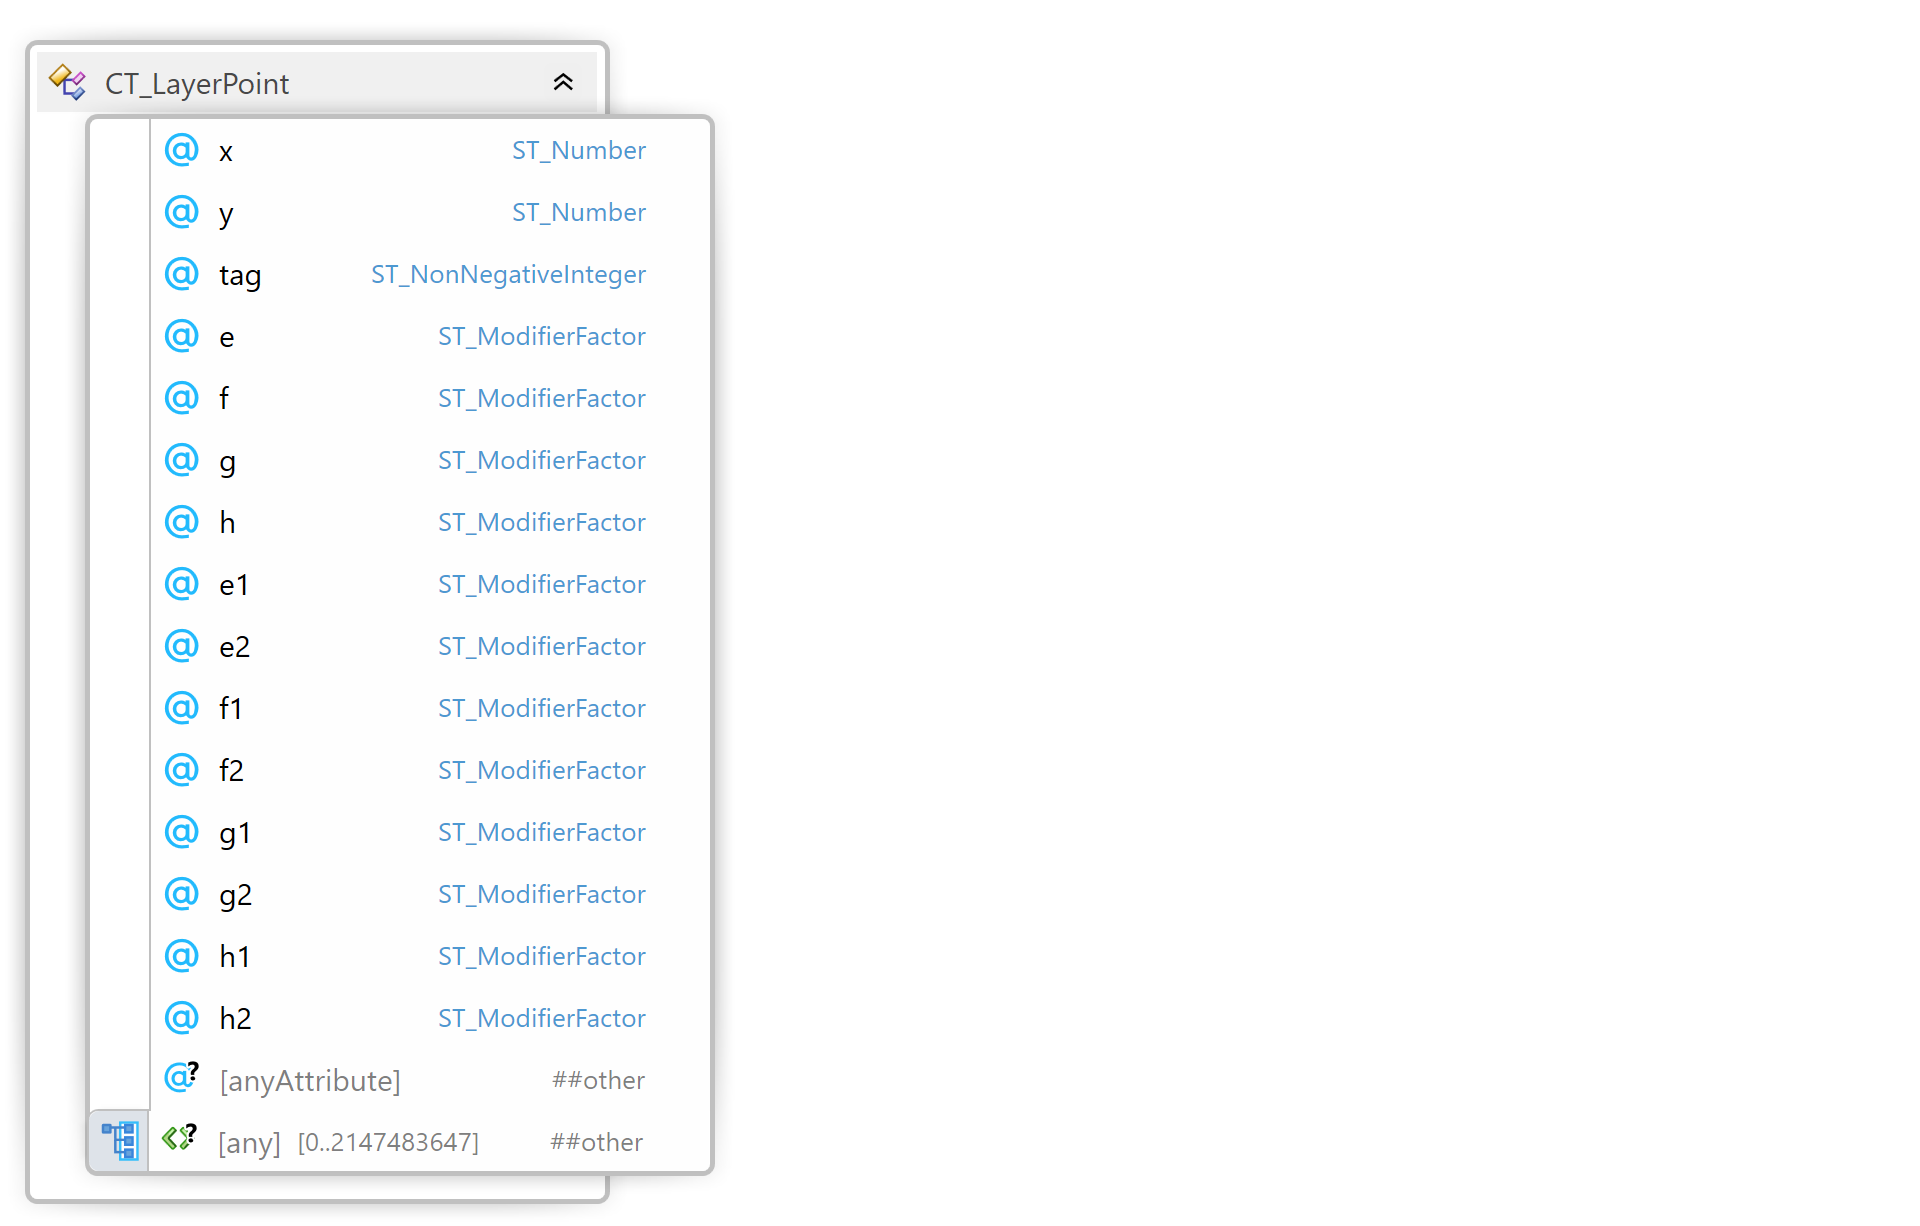 CT_LayerPoint
x ST_Number
y ST_Number
tag ST_NonNegativeInteger
e ST_ModifierFactor
f ST_ModifierFactor
g ST_ModifierFactor
h ST_ModifierFactor
e1 ST_ModifierFactor
e2 ST_ModifierFactor
f1 ST_ModifierFactor
f2 ST_ModifierFactor
g1 ST_ModifierFactor
g2 ST_ModifierFactor
h1 ST_ModifierFactor
h2 ST_ModifierFactor
[anyAttribute] ##other
[any] [0..2147483647] ##other